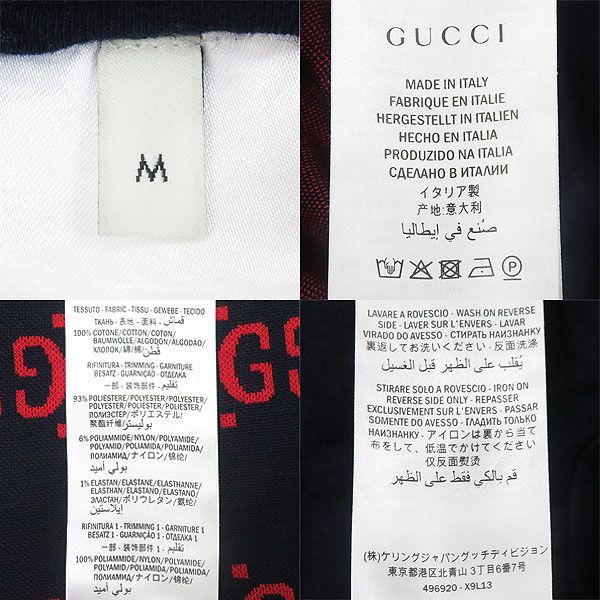 M
GUCCI
MADE IN ITALY
FABRIQUE EN ITALIE
HERGESTELLT IN ITALIEN
HECHO EN ITALIA
PRODUZIDO NA ITALIA
СДЕЛАНО В ИТАЛИИ
イタリア製
产地:意大利
صُنع في إيطاليا
TESSUTO - FABRIC - TISSU - GEWEBE - TECIDO
ТКАНЬ - 表地 - 面料 - قماش
100% COTONE/COTTON/COTON/
BAUMWOLLE/ALGODON/ALGODÃO/
ХЛОПОК/綿/棉/قطن
RIFINITURA - TRIMMING - GARNITURE
BESATZ - GUARNIÇÃO - ОТДЕЛКА
一部 - 装饰部件 - تقليم
93% POLIESTERE/POLYESTER/POLYESTER/
POLYESTER/POLIESTER/POLIESTER/
ПОЛИЭСТЕР/ポリエステル/
聚酯纤维/بوليستر
6% POLIAMMIDE/NYLON/POLYAMIDE/
POLYAMID/POLIAMIDA/POLIAMIDA/
ПОЛИАМИД/ナイロン/锦纶/
بولي أميد
1% ELASTAN/ELASTANE/ELASTHANNE/
ELASTHAN/ELASTANO/ELASTANO/
ЭЛАСТАН/ポリウレタン/氨纶/
إيلاستين
RIFINITURA 1 - TRIMMING 1 - GARNITURE 1
BESATZ 1 - GUARNIÇÃO 1 - ОТДЕЛКА 1
一部 - 装饰部件 1 - تقليم 1
100% POLIAMMIDE/NYLON/POLYAMIDE/
POLYAMID/POLIAMIDA/POLIAMIDA/
ПОЛИАМИД/ナイロン/锦纶/
بولي أميد
LAVARE A ROVESCIO - WASH ON REVERSE
SIDE - LAVER SUR L'ENVERS - LAVAR
VIRADO DO AVESSO - СТИРАТЬ НАИЗНАНКУ -
裏返してお洗いください - 反面洗涤
يُقلب على الظهر قبل الغسيل
STIRARE SOLO A ROVESCIO - IRON ON
REVERSE SIDE ONLY - REPASSER
EXCLUSIVEMENT SUR L'ENVERS - PASSAR
SOMENTE DO AVESSO - ГЛАДИТЬ ТОЛЬКО
НАИЗНАНКУ - アイロンは裏から当て
布をして、低温でかけてください
仅反面熨烫
قم بالكي فقط على الظهر
(株)ケリングジャパングッチディビジョン
東京都港区北青山3丁目6番7号
496920 - X9L13